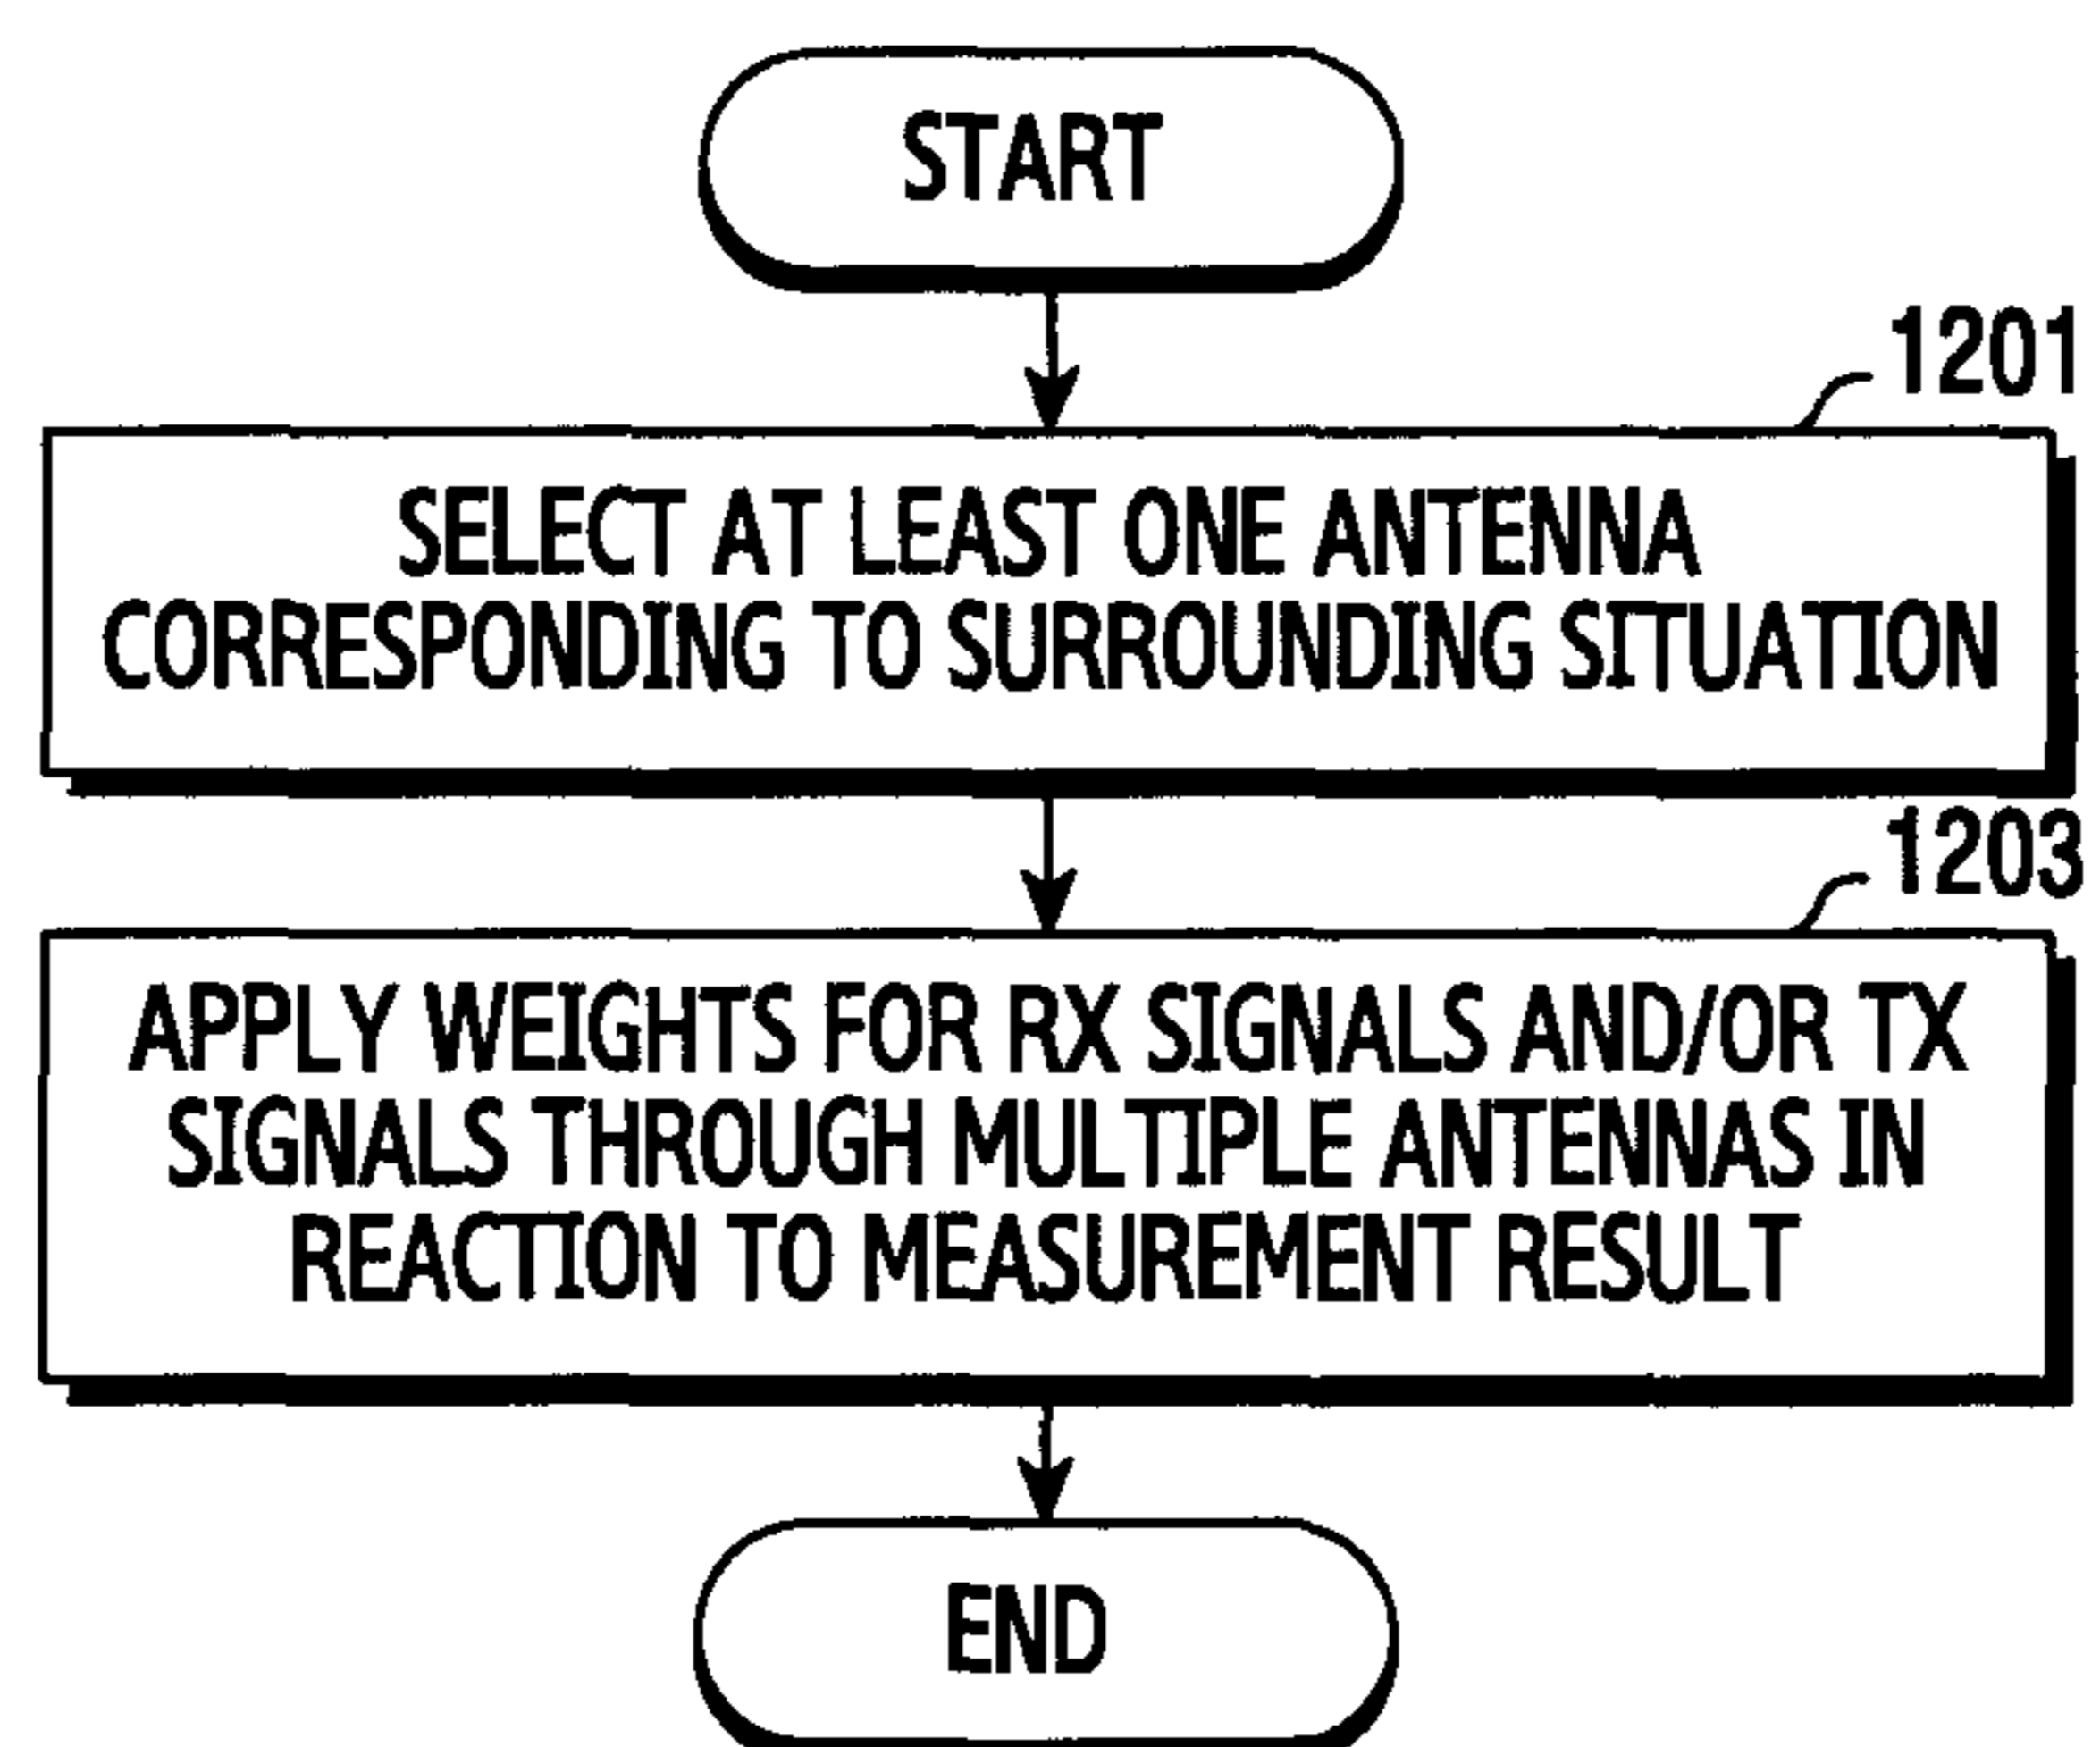 START
1201
SELECT AT LEAST ONE ANTENNA
CORRESPONDING TO SURROUNDING SITUATION
1203
APPLY WEIGHTS FOR RX SIGNALS AND/OR TX
SIGNALS THROUGH MULTIPLE ANTENNAS IN
REACTION TO MEASUREMENT RESULT
END